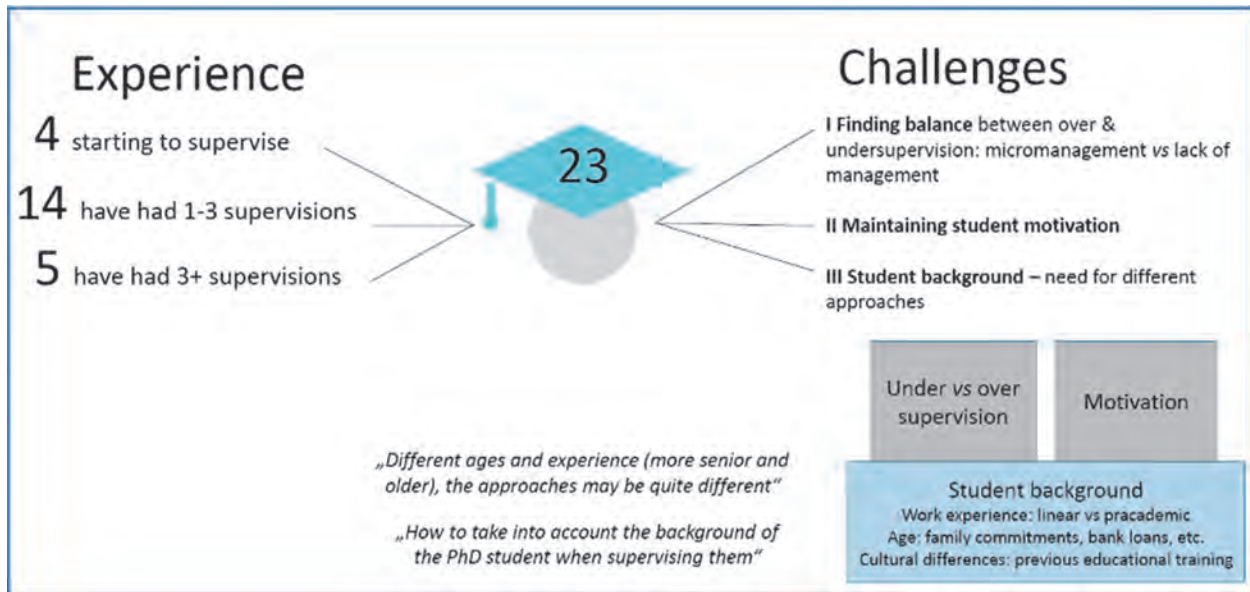 Experience
4 starting to supervise
14 have had 1-3 supervisions
5 have had 3+ supervisions
23
Challenges
I Finding balance between over &
undersupervision: micromanagement vs lack of
management
II Maintaining student motivation
III Student background – need for different
approaches
„Different ages and experience (more senior and
older), the approaches may be quite different“
„How to take into account the background of
the PhD student when supervising them“
Under vs over
supervision
Motivation
Student background
Work experience: linear vs pracademic
Age: family commitments, bank loans, etc.
Cultural differences: previous educational training